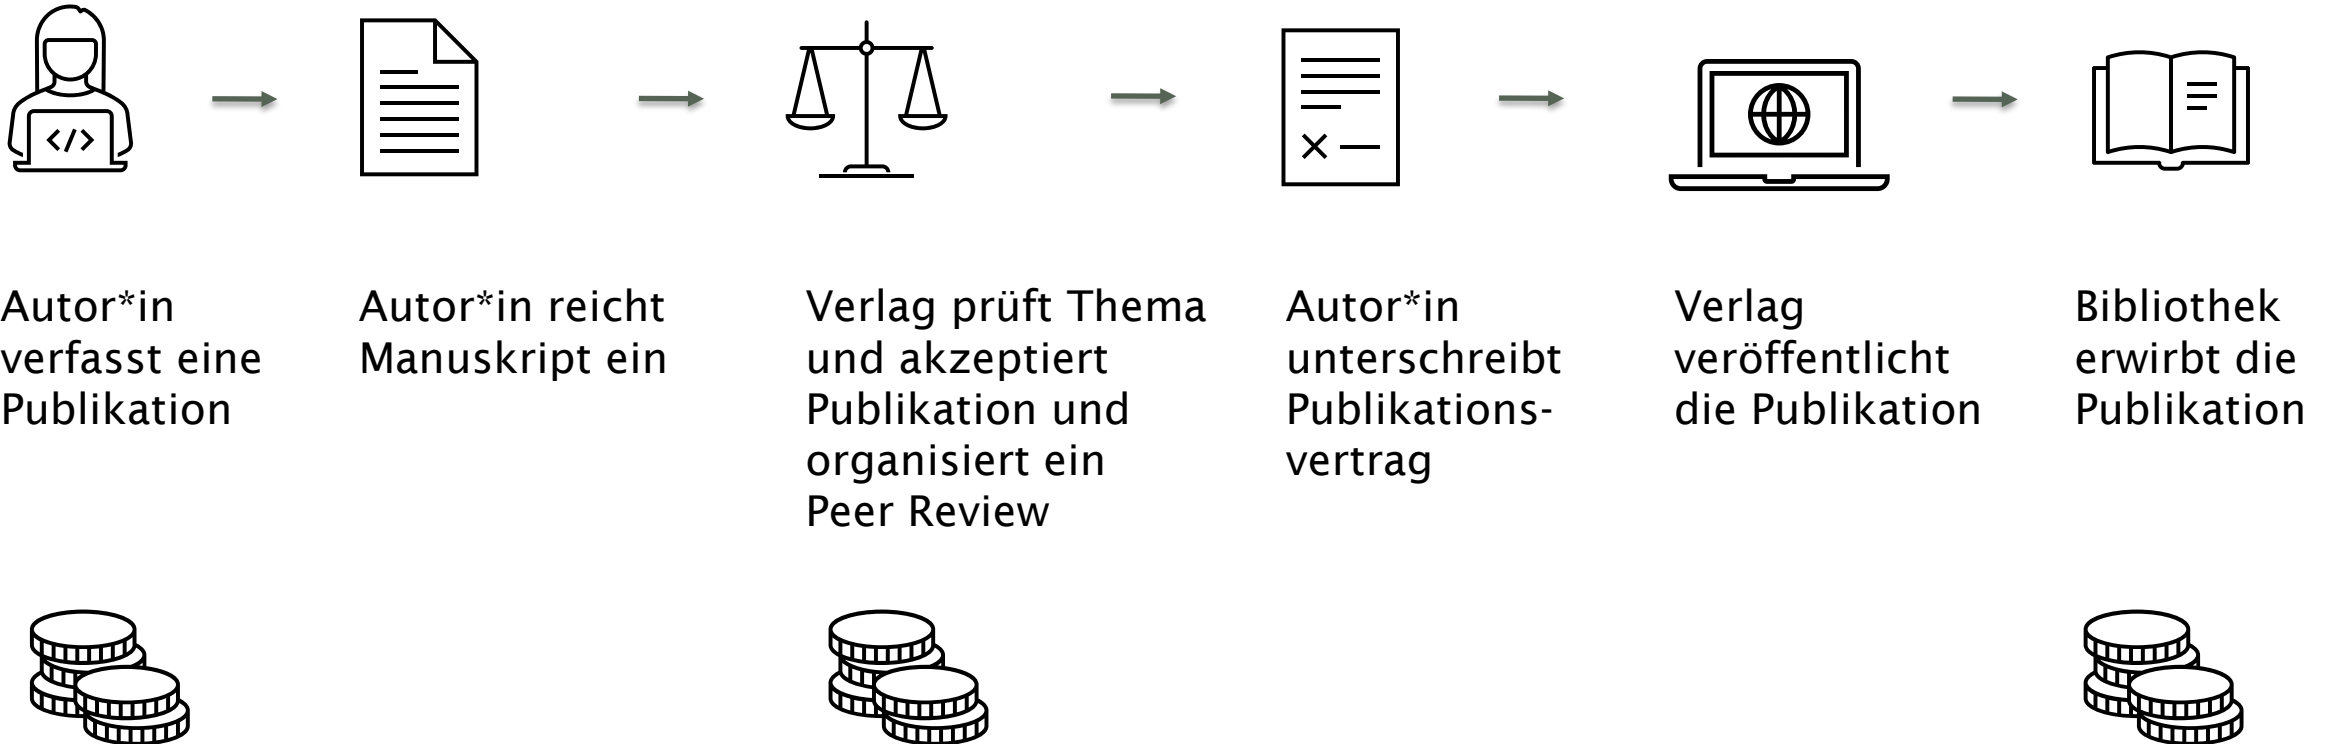 </>
Autor*in
verfasst eine
Publikation
Autor*in reicht
Manuskript ein
Verlag prüft Thema
und akzeptiert
Publikation und
organisiert ein
Peer Review
Autor*in
unterschreibt
Publikations-
vertrag
Verlag
veröffentlicht
die Publikation
Bibliothek
erwirbt die
Publikation